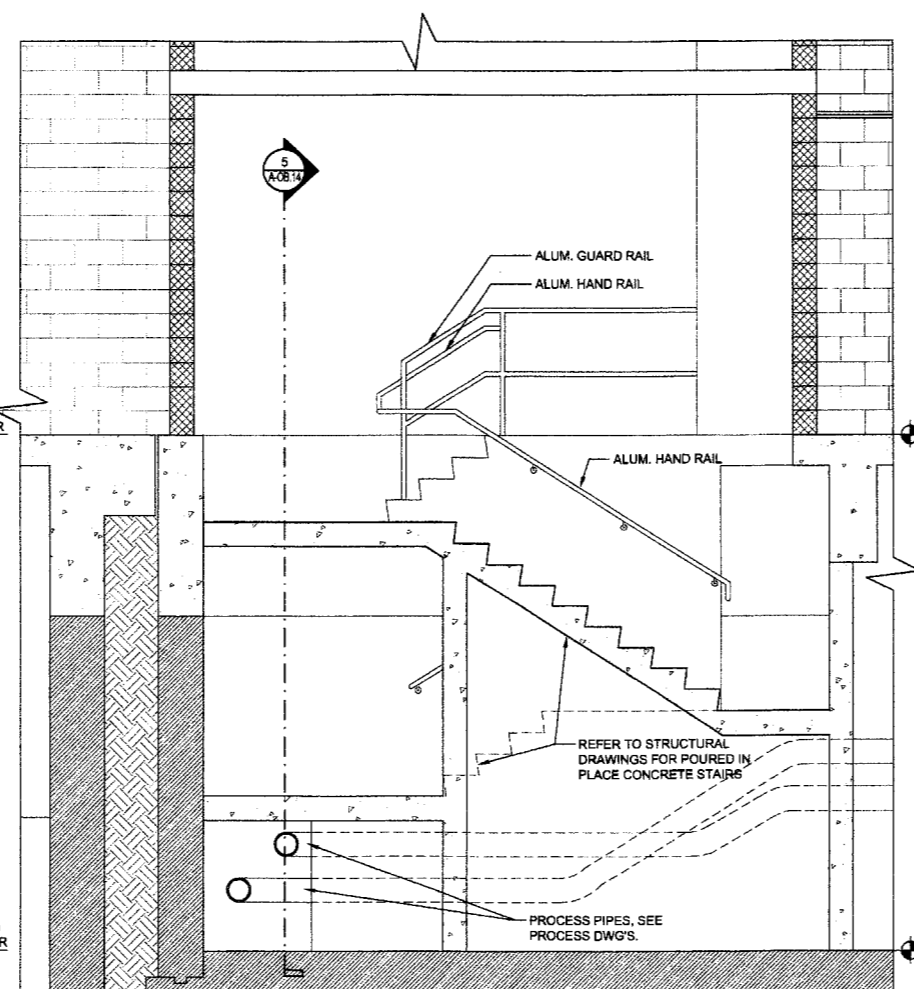 5
A-08.14
ALUM. GUARD RAIL
ALUM. HAND RAIL
R
ALUM. HAND RAIL
REFER TO STRUCTURAL
DRAWINGS FOR POURED IN
PLACE CONCRETE STAIRS
PROCESS PIPES, SEE
PROCESS DWG'S.
R